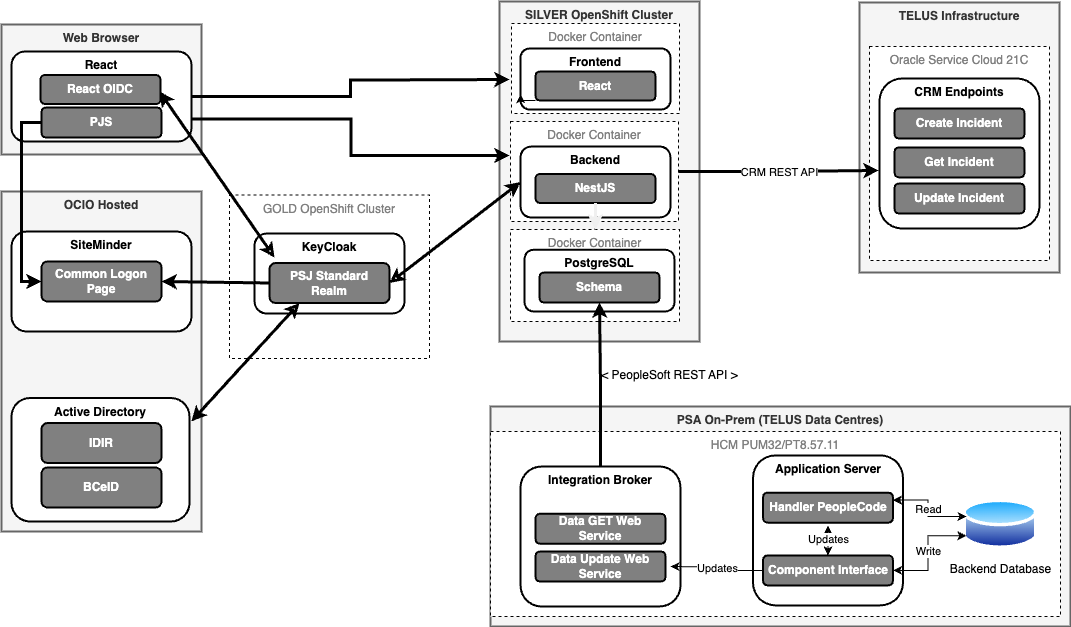 Web Browser
React
React OIDC
PJS
OCIO Hosted
SiteMinder
Common Logon
Page
Active Directory
IDIR
BCeID
GOLD OpenShift Cluster
KeyCloak
PSJ Standard
Realm
SILVER OpenShift Cluster
Docker Container
Frontend
React
Docker Container
Backend
NestJS
Docker Container
PostgreSQL
Schema
CRM REST API
TELUS Infrastructure
Oracle Service Cloud 21C
CRM Endpoints
Create Incident
Get Incident
Update Incident
< PeopleSoft REST API >
PSA On-Prem (TELUS Data Centres)
HCM PUM32/PT8.57.11
Integration Broker
Data GET Web
Service
Data Update Web
Service
Updates
Application Server
Handler PeopleCode
Updates
Component Interface
Read
Write
Backend Database